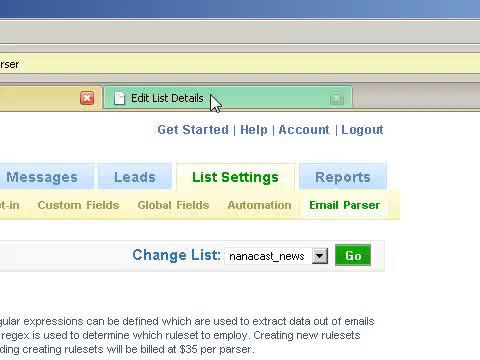 rser
Edit List Details
Get Started | Help | Account | Logout
Messages Leads List Settings Reports
t-in Custom Fields Global Fields Automation Email Parser
Change List: nanacast_news Go
gular expressions can be defined which are used to extract data out of emails
regex is used to determine which ruleset to employ. Creating new rulesets
ding creating rulesets will be billed at $35 per parser.